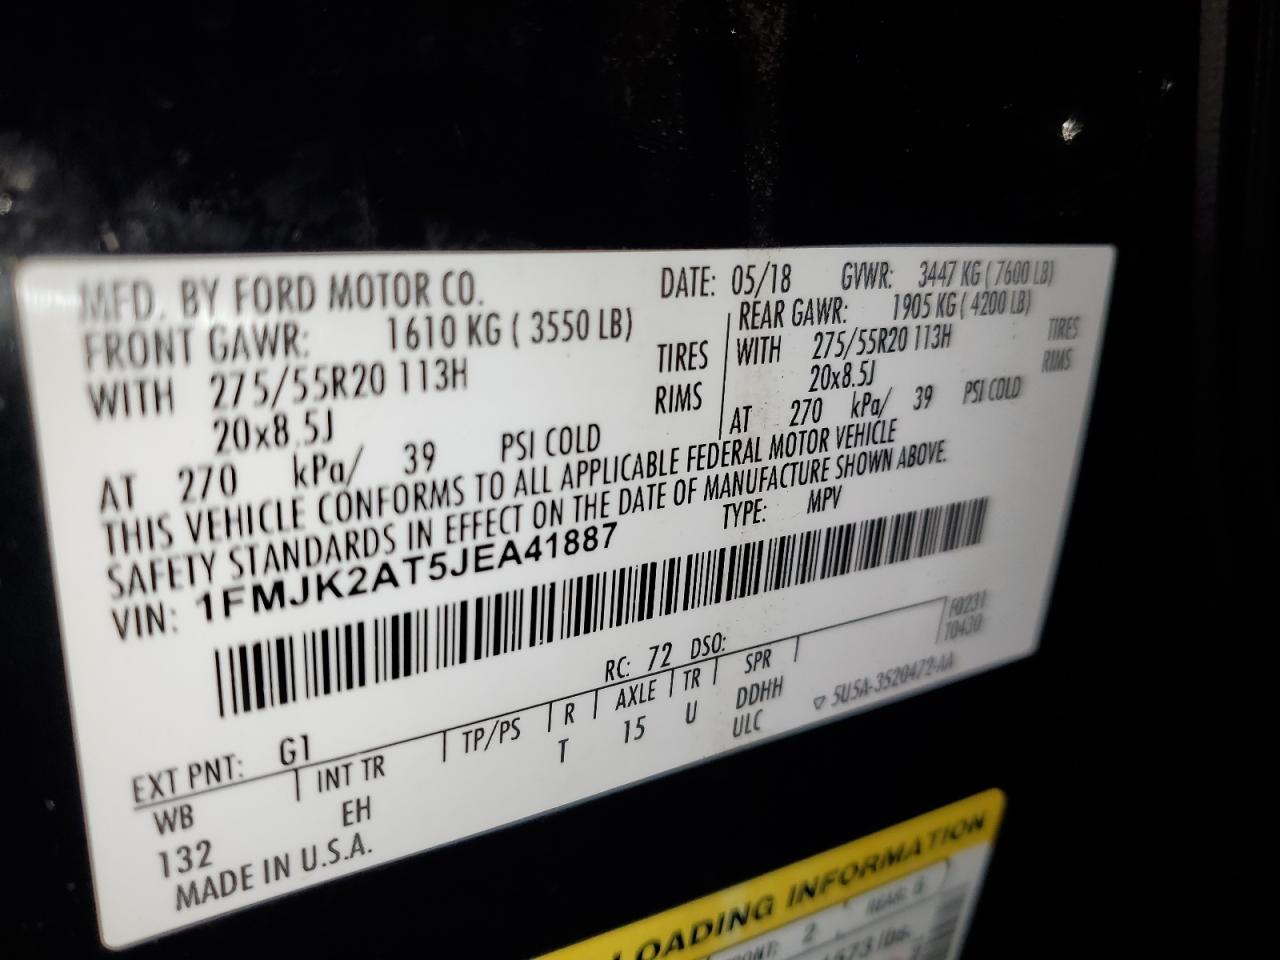 MFD. BY FORD MOTOR CO.
DATE: 05/18 GVWR: 3447 KG ( 7600 LB)
FRONT GAWR: 1610 KG ( 3550 LB)
REAR GAWR: 1905 KG ( 4200 LB)
WITH 275/55R20 113H TIRES
WITH 275/55R20 113H TIRES
20x8.5J RIMS
20x8.5J RIMS
AT 270 kPa/ 39 PSI COLD
AT 270 kPa/ 39 PSI COLD
THIS VEHICLE CONFORMS TO ALL APPLICABLE FEDERAL MOTOR VEHICLE
SAFETY STANDARDS IN EFFECT ON THE DATE OF MANUFACTURE SHOWN ABOVE.
VIN: 1FMJK2AT5JEA41887
TYPE: MPV
F0231
T0430
RC: 72 DSO:
EXT PNT: G1
WB INT TR TP/PS R AXLE TR SPR
132 EH T 15 U DDHH
ULC
5U5A-3520472-AA
MADE IN U.S.A.
LOADING INFORMATION
2 REAR:
lbs.